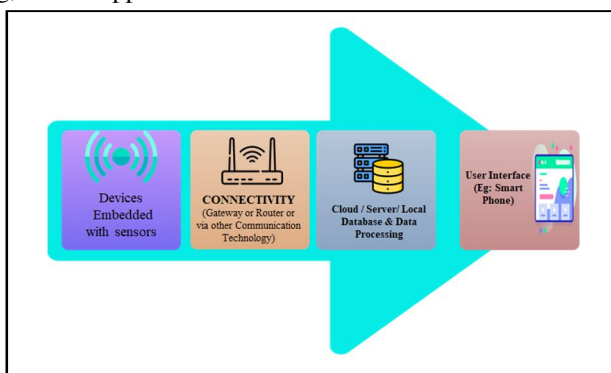 Devices
Embedded
with sensors
CONNECTIVITY
(Gateway or Router or
via other Communication
Technology)
Cloud / Server/ Local
Database & Data
Processing
User Interface
(Eg: Smart
Phone)